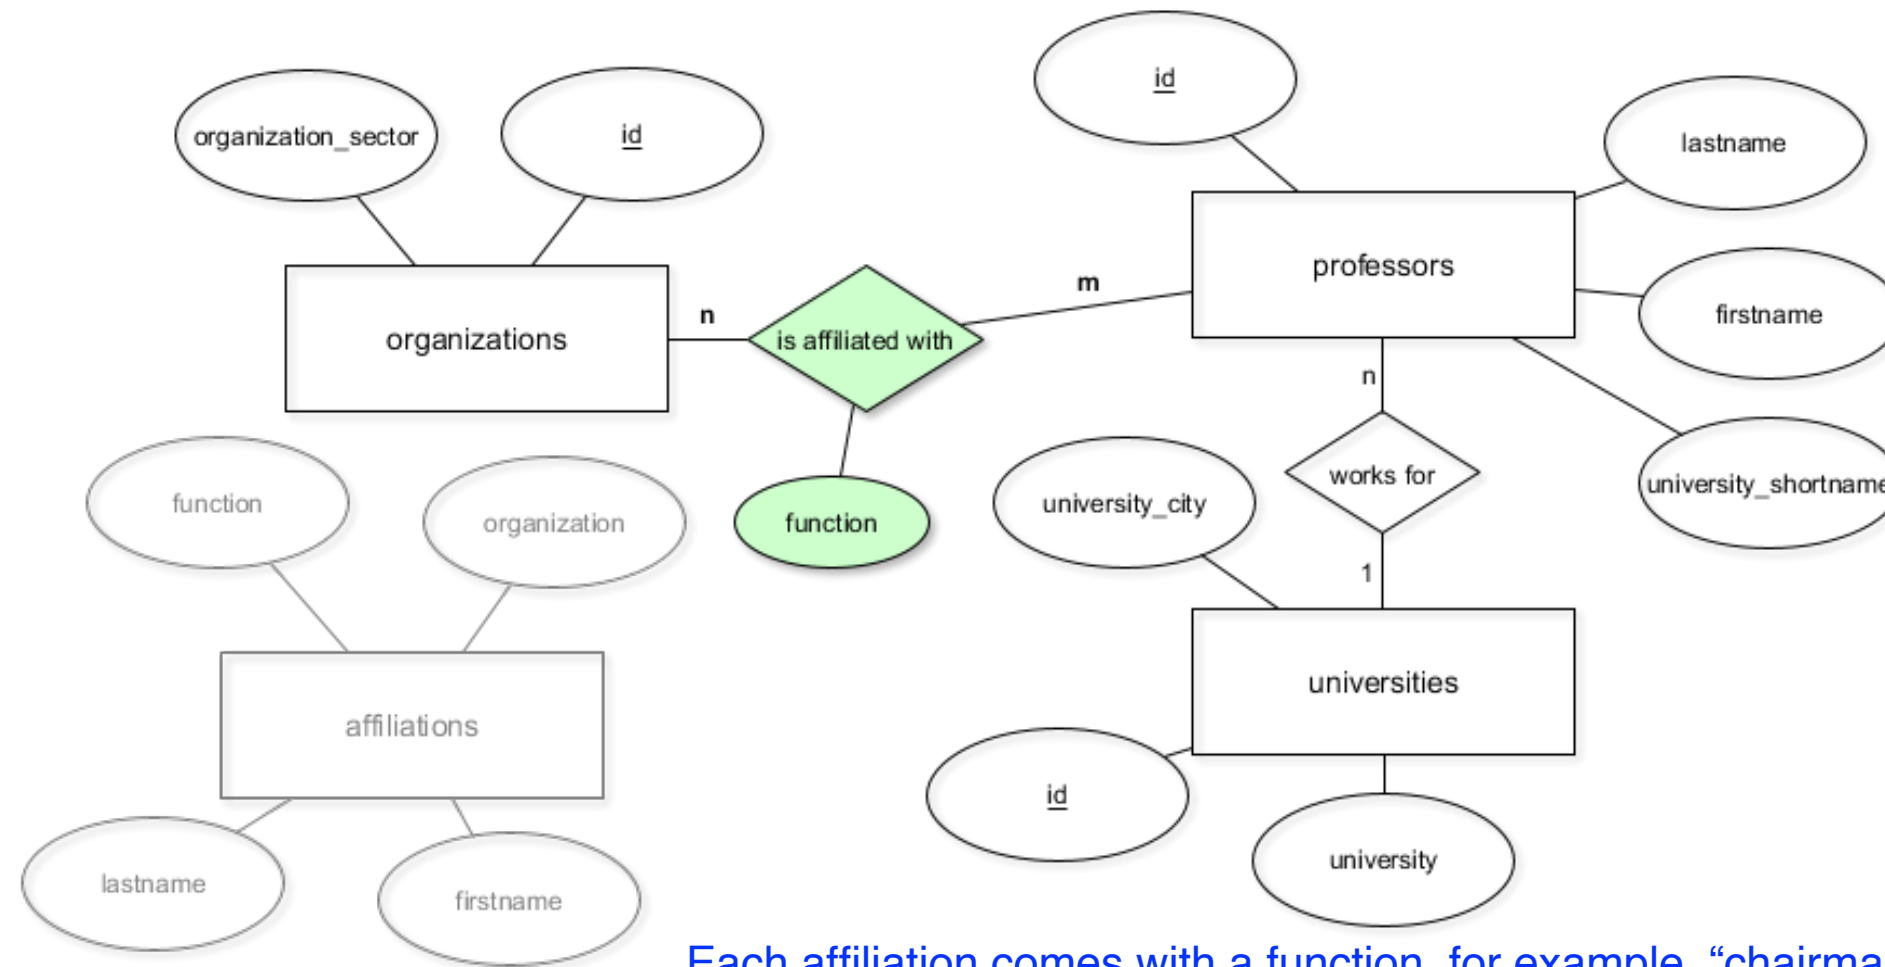 id
organization_sector
id
lastname
professors
m
n
firstname
organizations
is affiliated with
n
function
organization
function
university_city
works for
university_shortname
1
affiliations
universities
id
university
lastname
firstname
Each affiliation comes with a function, for example, “chairma